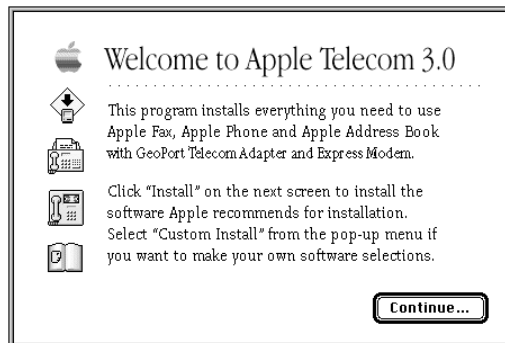 Welcome to Apple Telecom 3.0
This program installs everything you need to use
Apple Fax, Apple Phone and Apple Address Book
with GeoPort Telecom Adapter and Express Modem.
Click “Install” on the next screen to install the
software Apple recommends for installation.
Select “Custom Install” from the pop-up menu if
you want to make your own software selections.
Continue...